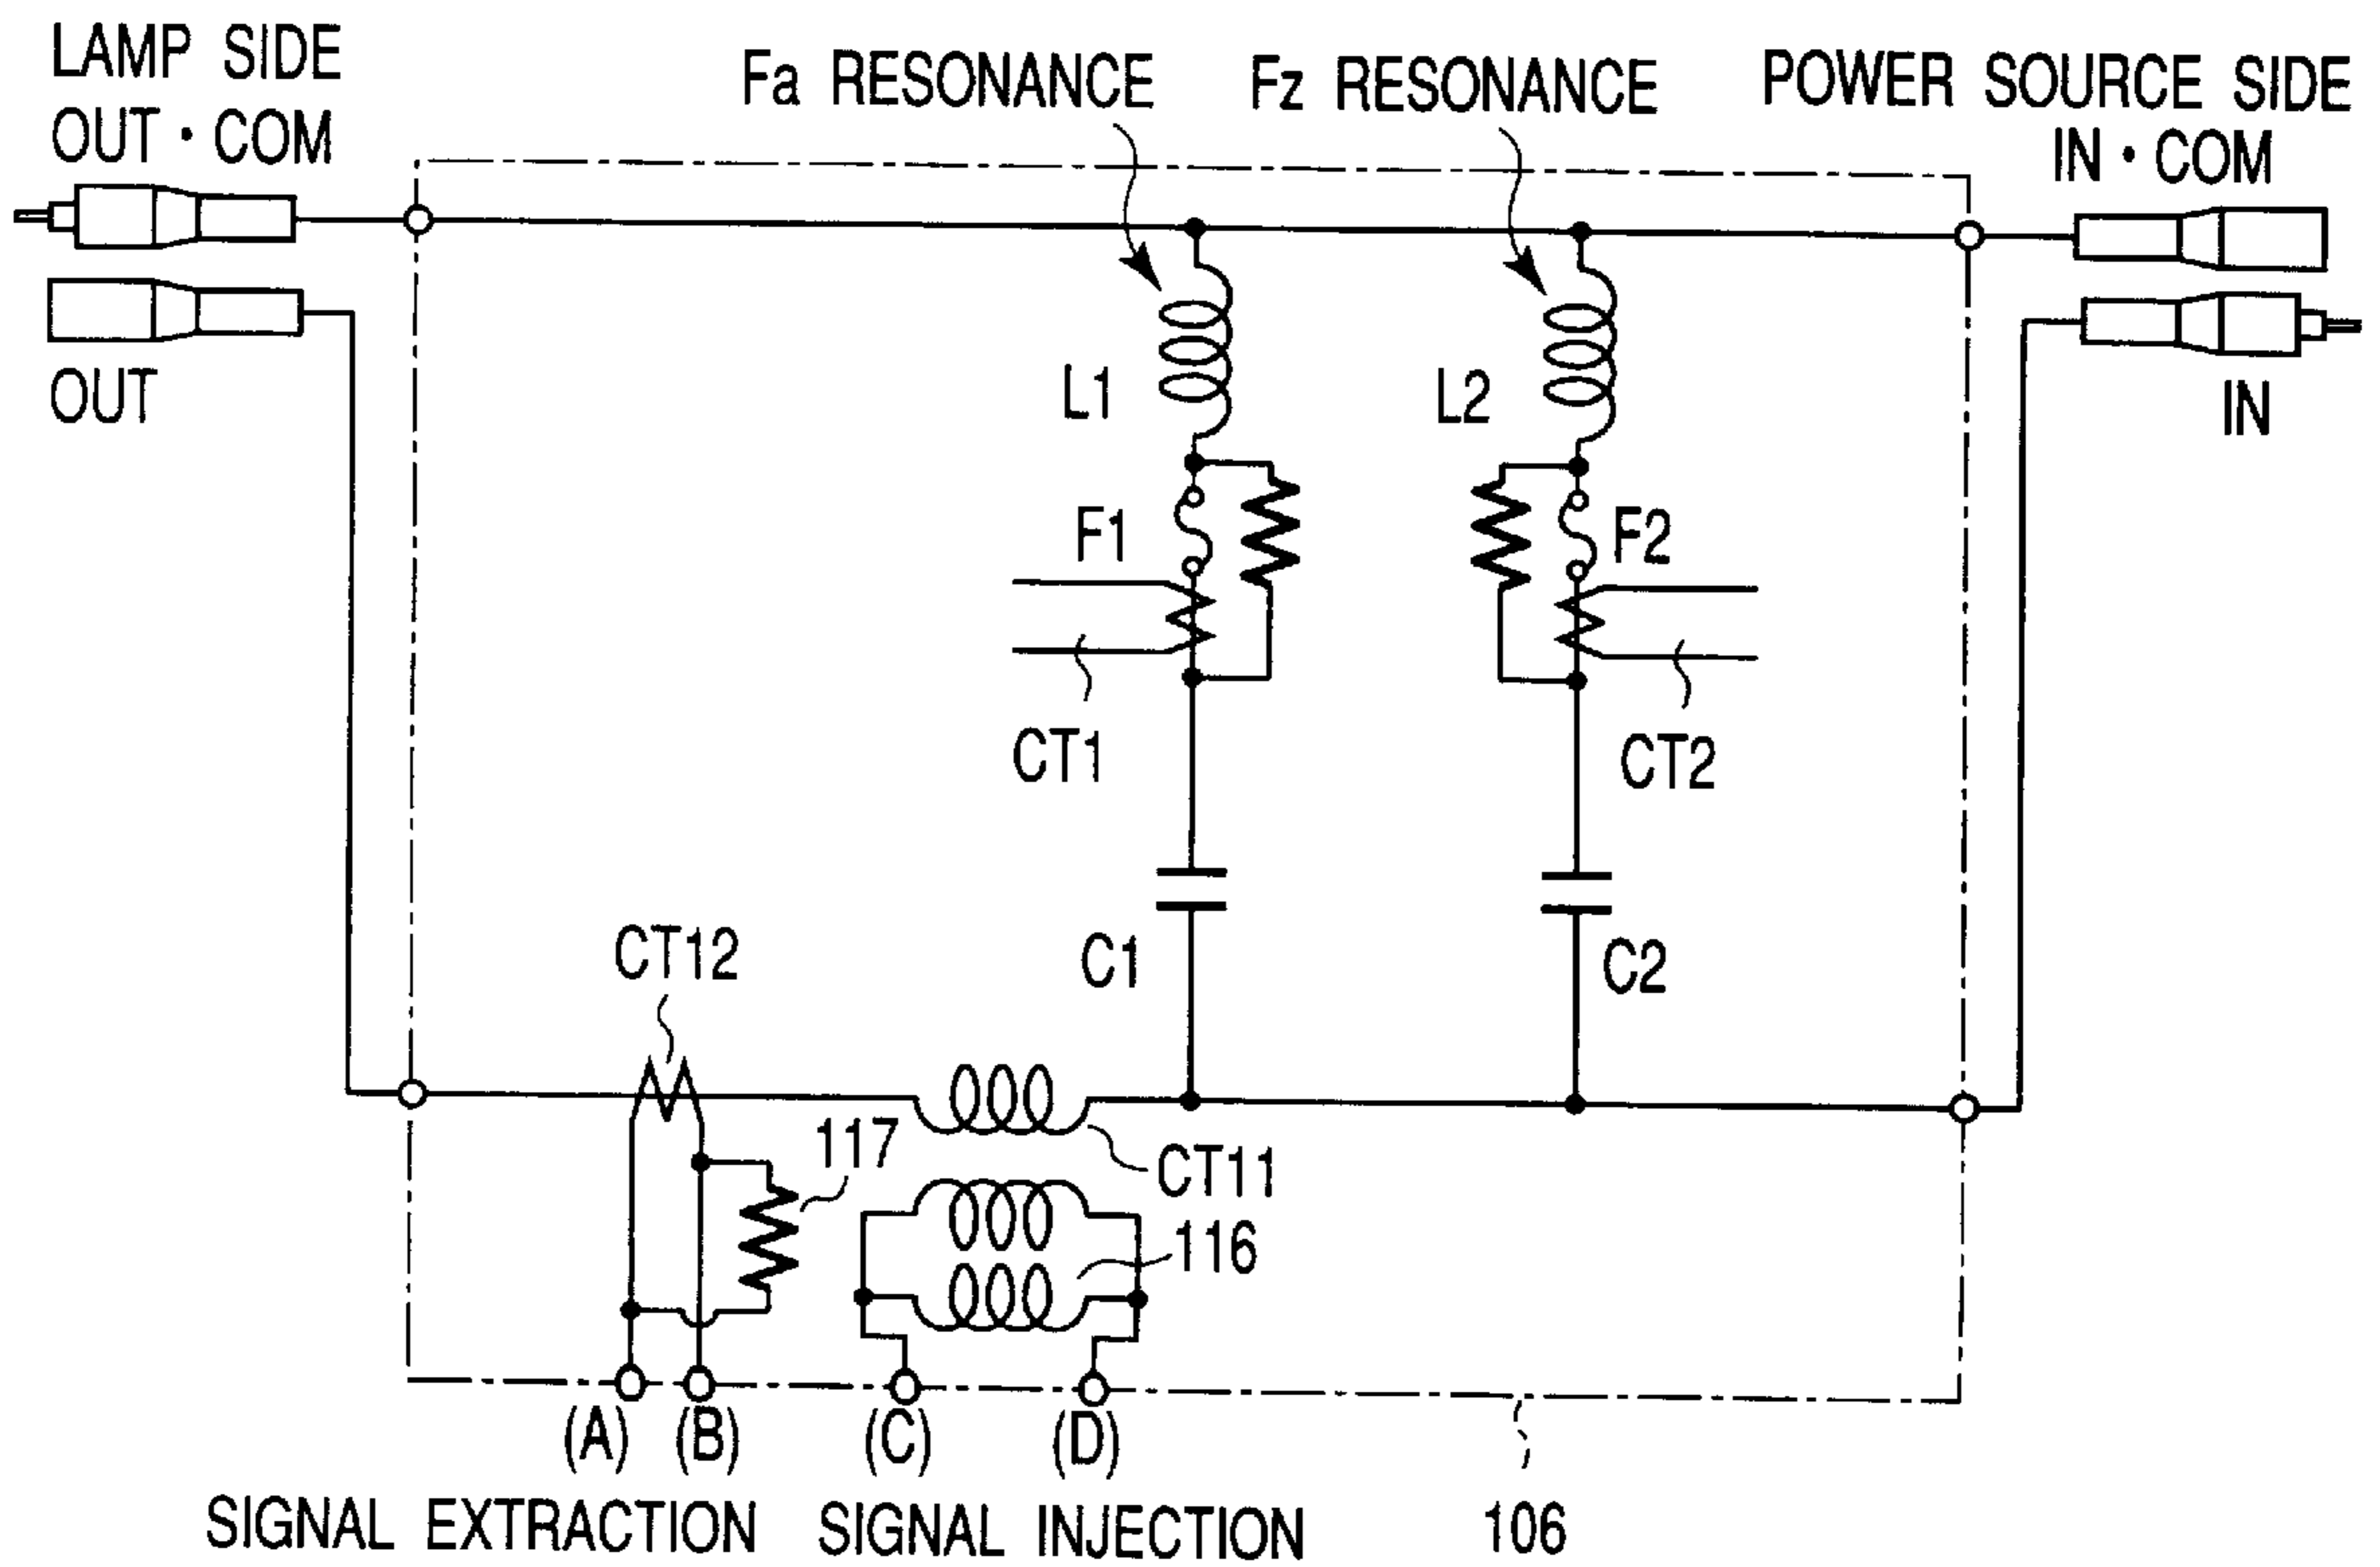 LAMP SIDE
OUT・COM
OUT
Fa RESONANCE
Fz RESONANCE
POWER SOURCE SIDE
IN・COM
IN
L1
L2
F1
F2
CT1
CT2
C1
C2
CT12
117
CT11
116
(A)
(B)
(C)
(D)
SIGNAL EXTRACTION
SIGNAL INJECTION
106